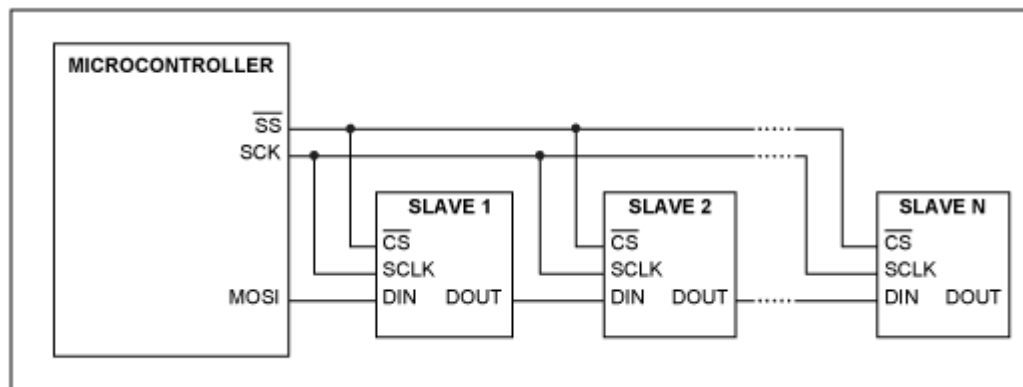 MICROCONTROLLER
SS
SCK
MOSI
SLAVE 1
CS
SCLK
DIN DOUT
SLAVE 2
CS
SCLK
DIN DOUT
SLAVE N
CS
SCLK
DIN